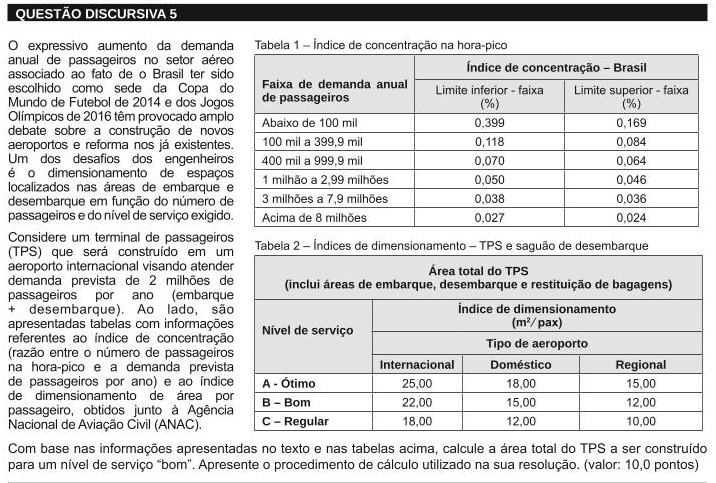 QUESTÃO DISCURSIVA 5
O expressivo aumento da demanda
anual de passageiros no setor aéreo
associado ao fato de o Brasil ter sido
escolhido como sede da Copa do
Mundo de Futebol de 2014 e dos Jogos
Olímpicos de 2016 têm provocado amplo
debate sobre a construção de novos
aeroportos e reforma nos já existentes.
Um dos desafios dos engenheiros
é o dimensionamento de espaços
localizados nas áreas de embarque e
desembarque em função do número de
passageiros e do nível de serviço exigido.
Considere um terminal de passageiros
(TPS) que será construído em um
aeroporto internacional visando atender
demanda prevista de 2 milhões de
passageiros por ano (embarque
+ desembarque). Ao lado, são
apresentadas tabelas com informações
referentes ao índice de concentração
(razão entre o número de passageiros
na hora-pico e a demanda prevista
de passageiros por ano) e ao índice
de dimensionamento de área por
passageiro, obtidos junto à Agência
Nacional de Aviação Civil (ANAC).
Tabela 1 – Índice de concentração na hora-pico
Faixa de demanda anual
de passageiros
Índice de concentração – Brasil
Limite inferior - faixa
(%)
Limite superior - faixa
(%)
Abaixo de 100 mil 0,399 0,169
100 mil a 399,9 mil 0,118 0,084
400 mil a 999,9 mil 0,070 0,064
1 milhão a 2,99 milhões 0,050 0,046
3 milhões a 7,9 milhões 0,038 0,036
Acima de 8 milhões 0,027 0,024
Tabela 2 – Índices de dimensionamento – TPS e saguão de desembarque
Área total do TPS
(inclui áreas de embarque, desembarque e restituição de bagagens)
Nível de serviço
Índice de dimensionamento
(m²/pax)
Tipo de aeroporto
Internacional Doméstico Regional
A - Ótimo 25,00 18,00 15,00
B – Bom 22,00 15,00 12,00
C – Regular 18,00 12,00 10,00
Com base nas informações apresentadas no texto e nas tabelas acima, calcule a área total do TPS a ser construído
para um nível de serviço “bom”. Apresente o procedimento de cálculo utilizado na sua resolução. (valor: 10,0 pontos)